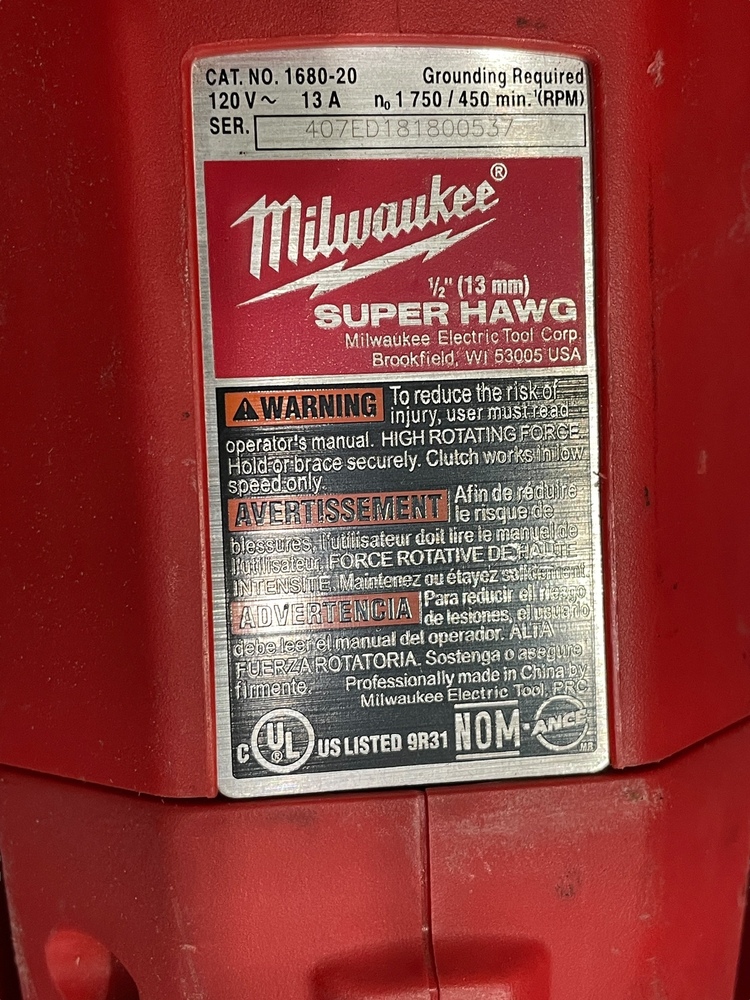 CAT. NO. 1680-20 Grounding Required
120 V ~ 13 A n₀ 1 750 / 450 min.⁻¹(RPM)
SER. 407ED181800537
Milwaukee®
½" (13 mm)
SUPER HAWG
Milwaukee Electric Tool Corp.
Brookfield, WI 53005 USA
WARNING To reduce the risk of
injury, user must read
operator's manual. HIGH ROTATING FORCE.
Hold or brace securely. Clutch works in low
speed only.
AVERTISSEMENT Afin de réduire
le risque de
blessures, l'utilisateur doit lire le manuel de
l'utilisateur. FORCE ROTATIVE DE HAUTE
INTENSITÉ. Maintenez ou étayez solidement
ADVERTENCIA Para reducir el riesgo
de lesiones, el usuario
debe leer el manual del operador. ALTA
FUERZA ROTATORIA. Sostenga o asegure
firmente. Professionally made in China by
Milwaukee Electric Tool, PRC
C UL® US LISTED 9R31 NOM-ANCE
MR